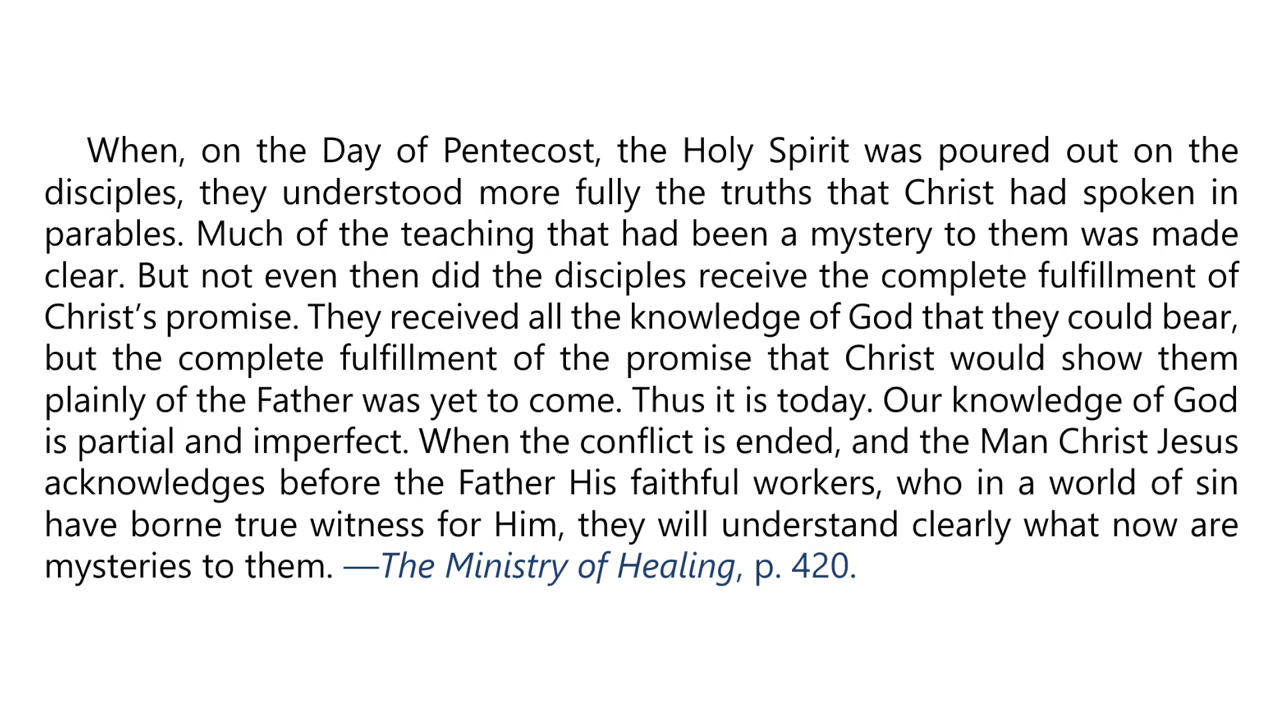 When, on the Day of Pentecost, the Holy Spirit was poured out on the
disciples, they understood more fully the truths that Christ had spoken in
parables. Much of the teaching that had been a mystery to them was made
clear. But not even then did the disciples receive the complete fulfillment of
Christ’s promise. They received all the knowledge of God that they could bear,
but the complete fulfillment of the promise that Christ would show them
plainly of the Father was yet to come. Thus it is today. Our knowledge of God
is partial and imperfect. When the conflict is ended, and the Man Christ Jesus
acknowledges before the Father His faithful workers, who in a world of sin
have borne true witness for Him, they will understand clearly what now are
mysteries to them. —The Ministry of Healing, p. 420.